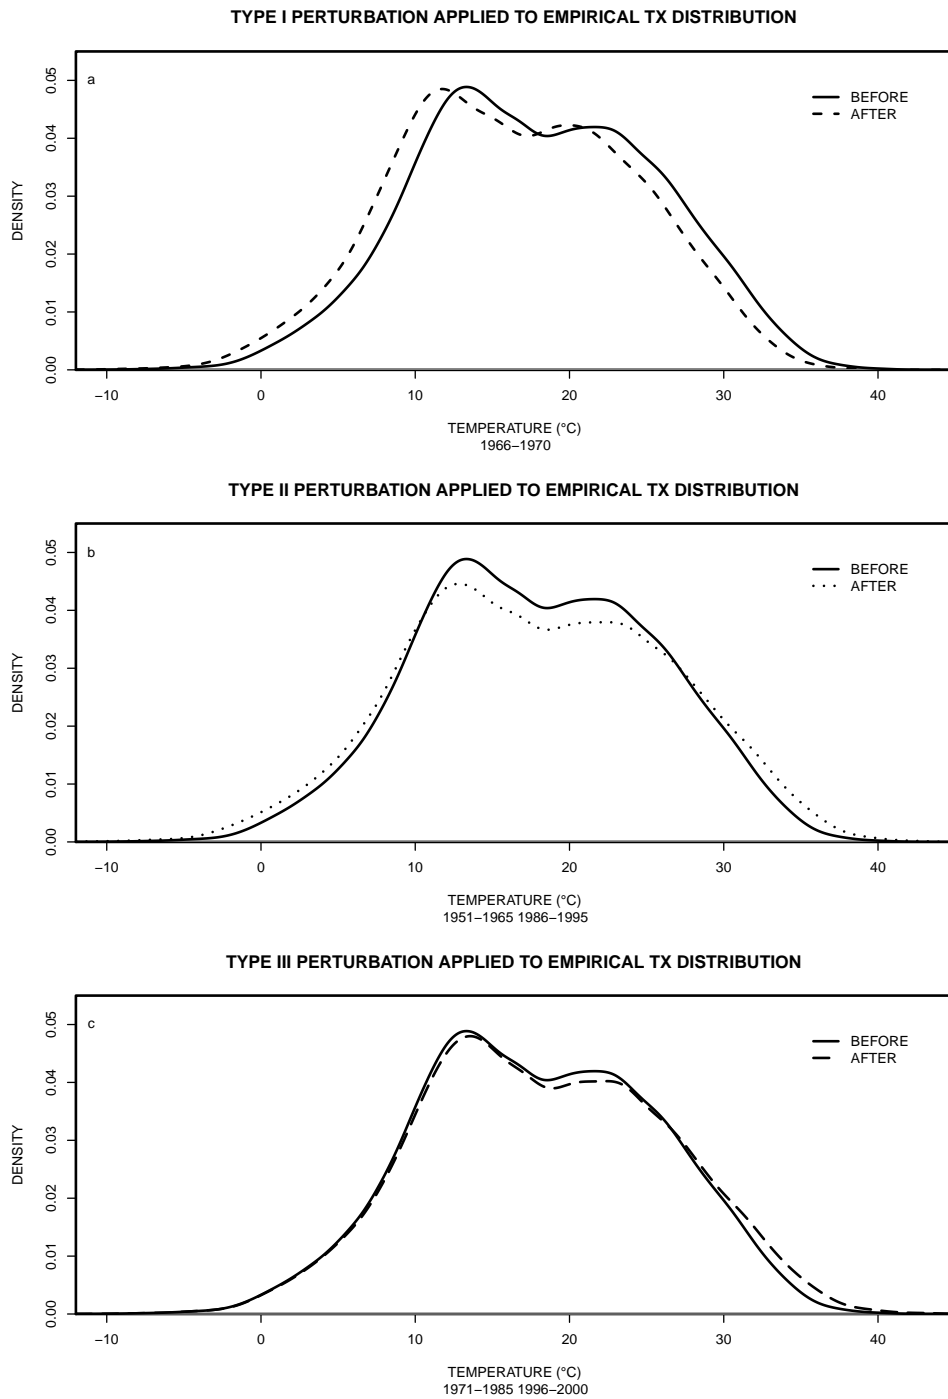 TYPE I PERTURBATION APPLIED TO EMPIRICAL TX DISTRIBUTION
a
BEFORE
AFTER
DENSITY
0.05
0.04
0.03
0.02
0.01
0.00
−10 0 10 20 30 40
TEMPERATURE (°C)
1966−1970
TYPE II PERTURBATION APPLIED TO EMPIRICAL TX DISTRIBUTION
b
BEFORE
AFTER
DENSITY
0.05
0.04
0.03
0.02
0.01
0.00
−10 0 10 20 30 40
TEMPERATURE (°C)
1951−1965 1986−1995
TYPE III PERTURBATION APPLIED TO EMPIRICAL TX DISTRIBUTION
c
BEFORE
AFTER
DENSITY
0.05
0.04
0.03
0.02
0.01
0.00
−10 0 10 20 30 40
TEMPERATURE (°C)
1971−1985 1996−2000